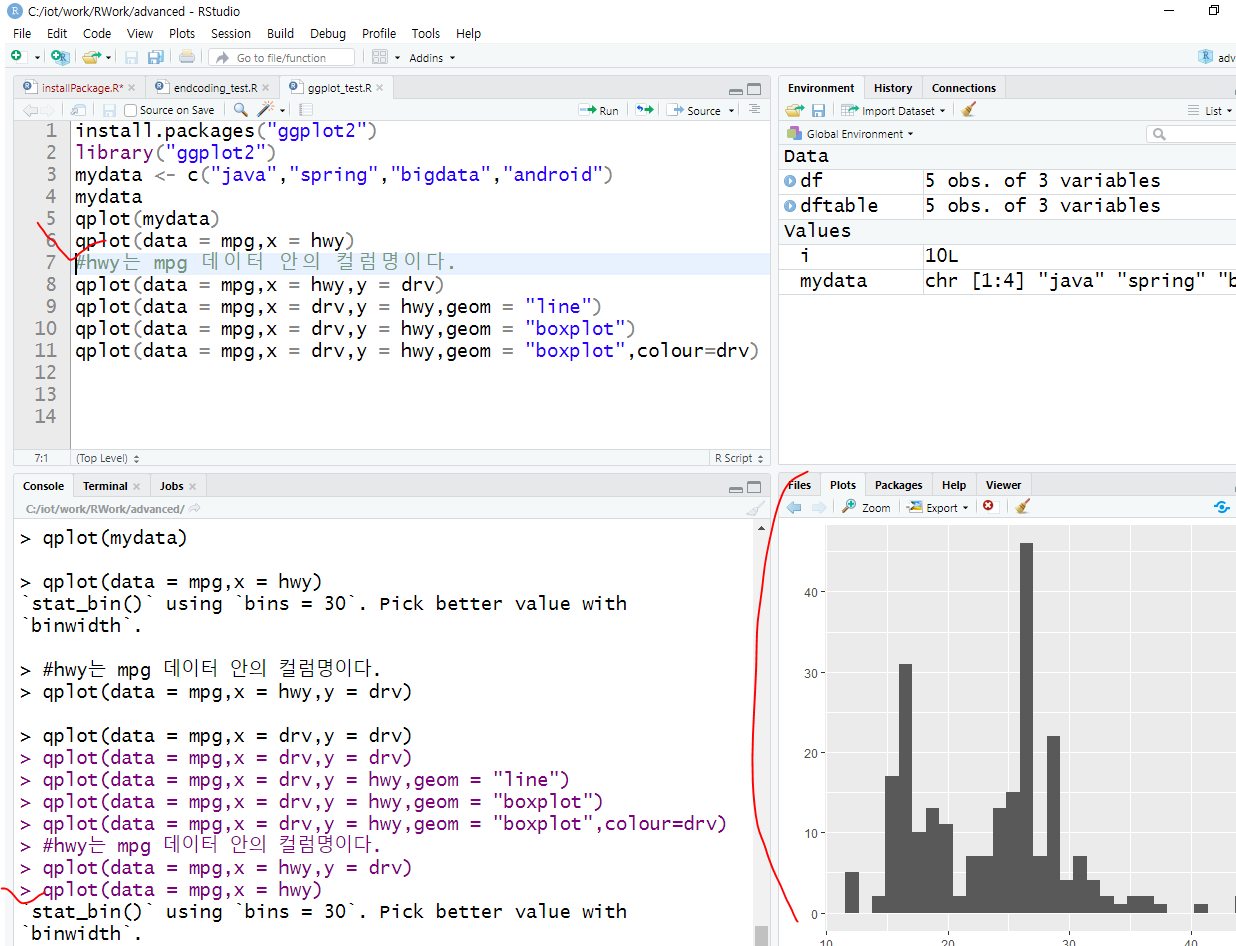 C:/iot/work/RWork/advanced - RStudio
File Edit Code View Plots Session Build Debug Profile Tools Help
Go to file/function Addins adv
installPackage.R* endcoding_test.R ggplot_test.R
Source on Save Run Source
1 install.packages("ggplot2")
2 library("ggplot2")
3 mydata <- c("java","spring","bigdata","android")
4 mydata
5 qplot(mydata)
6 qplot(data = mpg,x = hwy)
7 #hwy는 mpg 데이터 안의 컬럼명이다.
8 qplot(data = mpg,x = hwy,y = drv)
9 qplot(data = mpg,x = drv,y = hwy,geom = "line")
10 qplot(data = mpg,x = drv,y = hwy,geom = "boxplot")
11 qplot(data = mpg,x = drv,y = hwy,geom = "boxplot",colour=drv)
12
13
14
7:1 (Top Level) R Script
Environment History Connections
Import Dataset List
Global Environment
Data
df 5 obs. of 3 variables
dftable 5 obs. of 3 variables
Values
i 10L
mydata chr [1:4] "java" "spring" "b
Console Terminal Jobs
C:/iot/work/RWork/advanced/
> qplot(mydata)
> qplot(data = mpg,x = hwy)
`stat_bin()` using `bins = 30`. Pick better value with
`binwidth`.
> #hwy는 mpg 데이터 안의 컬럼명이다.
> qplot(data = mpg,x = hwy,y = drv)
> qplot(data = mpg,x = drv,y = drv)
> qplot(data = mpg,x = drv,y = drv)
> qplot(data = mpg,x = drv,y = hwy,geom = "line")
> qplot(data = mpg,x = drv,y = hwy,geom = "boxplot")
> qplot(data = mpg,x = drv,y = hwy,geom = "boxplot",colour=drv)
> #hwy는 mpg 데이터 안의 컬럼명이다.
> qplot(data = mpg,x = hwy,y = drv)
> qplot(data = mpg,x = hwy)
`stat_bin()` using `bins = 30`. Pick better value with
`binwidth`.
Files Plots Packages Help Viewer
Zoom Export
40
30
20
10
0
10 20 30 40